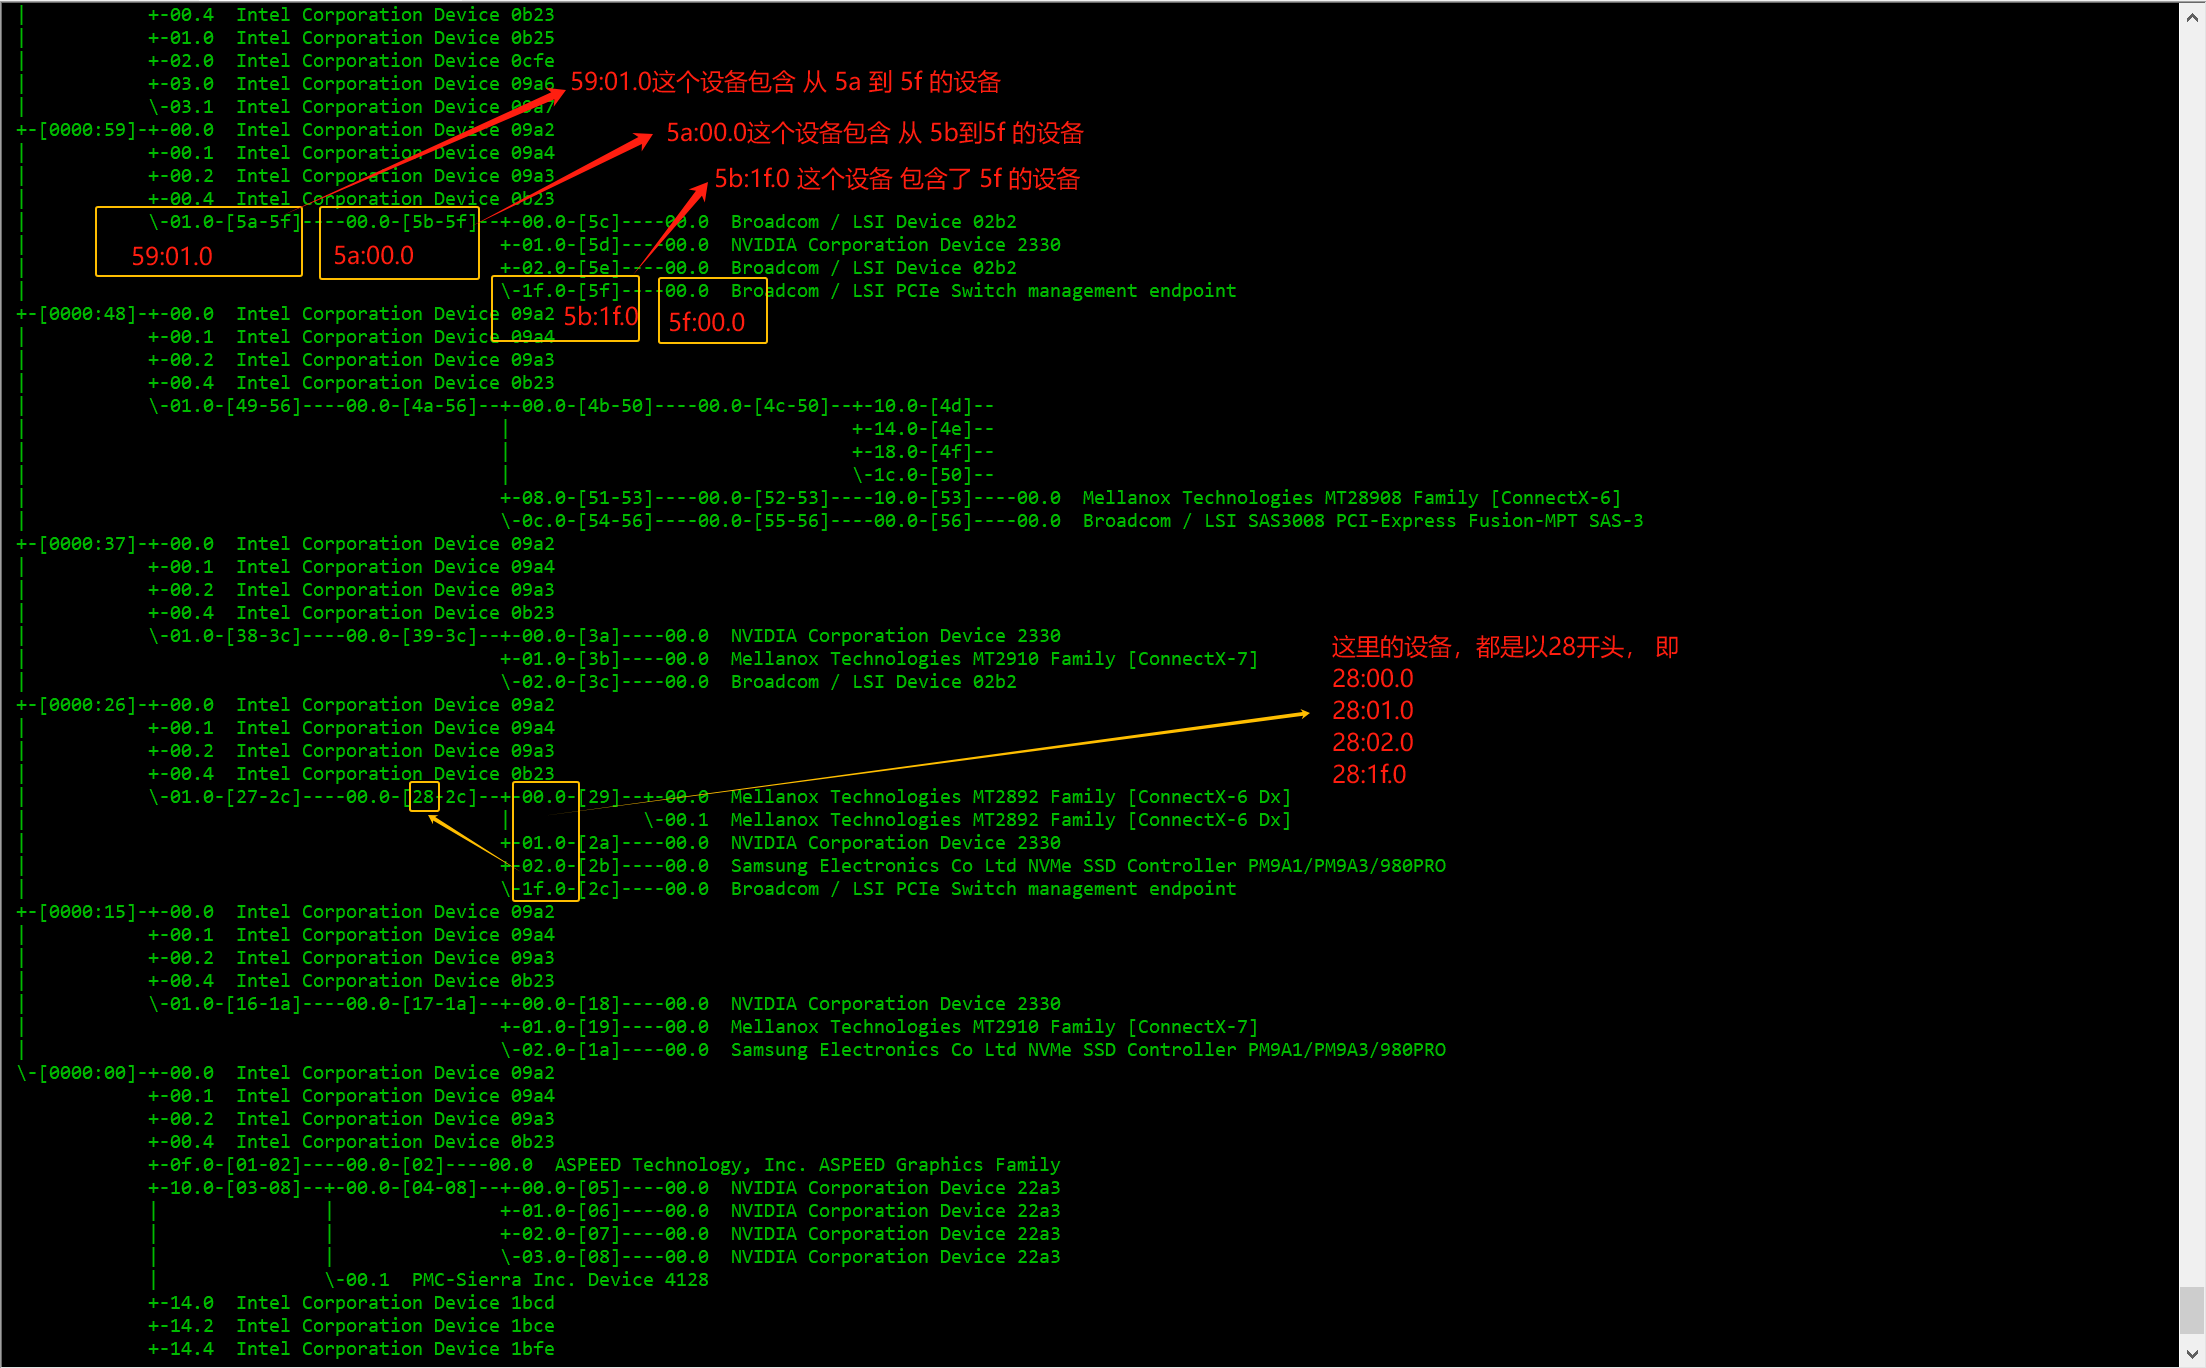 |           +-00.4  Intel Corporation Device 0b23
|           +-01.0  Intel Corporation Device 0b25
|           +-02.0  Intel Corporation Device 0cfe
|           +-03.0  Intel Corporation Device 09a6
59:01.0这个设备包含 从 5a 到 5f 的设备
|           \-03.1  Intel Corporation Device 09a7
+-[0000:59]-+-00.0  Intel Corporation Device 09a2
5a:00.0这个设备包含 从 5b到5f 的设备
|           +-00.1  Intel Corporation Device 09a4
|           +-00.2  Intel Corporation Device 09a3
5b:1f.0 这个设备 包含了 5f 的设备
|           +-00.4  Intel Corporation Device 0b23
|           \-01.0-[5a-5f]----00.0-[5b-5f]--+-00.0-[5c]----00.0  Broadcom / LSI Device 02b2
|                                           +-01.0-[5d]----00.0  NVIDIA Corporation Device 2330
59:01.0
5a:00.0
|                                           +-02.0-[5e]----00.0  Broadcom / LSI Device 02b2
|                                           \-1f.0-[5f]----00.0  Broadcom / LSI PCIe Switch management endpoint
+-[0000:48]-+-00.0  Intel Corporation Device 09a2
5b:1f.0
5f:00.0
|           +-00.1  Intel Corporation Device 09a4
|           +-00.2  Intel Corporation Device 09a3
|           +-00.4  Intel Corporation Device 0b23
|           \-01.0-[49-56]----00.0-[4a-56]--+-00.0-[4b-50]----00.0-[4c-50]--+-10.0-[4d]--
|                                           |                               +-14.0-[4e]--
|                                           |                               +-18.0-[4f]--
|                                           |                               \-1c.0-[50]--
|                                           +-08.0-[51-53]----00.0-[52-53]----10.0-[53]----00.0  Mellanox Technologies MT28908 Family [ConnectX-6]
|                                           \-0c.0-[54-56]----00.0-[55-56]----00.0-[56]----00.0  Broadcom / LSI SAS3008 PCI-Express Fusion-MPT SAS-3
+-[0000:37]-+-00.0  Intel Corporation Device 09a2
|           +-00.1  Intel Corporation Device 09a4
|           +-00.2  Intel Corporation Device 09a3
|           +-00.4  Intel Corporation Device 0b23
|           \-01.0-[38-3c]----00.0-[39-3c]--+-00.0-[3a]----00.0  NVIDIA Corporation Device 2330
|                                           +-01.0-[3b]----00.0  Mellanox Technologies MT2910 Family [ConnectX-7]
|                                           \-02.0-[3c]----00.0  Broadcom / LSI Device 02b2
这里的设备，都是以28开头， 即
28:00.0
28:01.0
28:02.0
28:1f.0
+-[0000:26]-+-00.0  Intel Corporation Device 09a2
|           +-00.1  Intel Corporation Device 09a4
|           +-00.2  Intel Corporation Device 09a3
|           +-00.4  Intel Corporation Device 0b23
|           \-01.0-[27-2c]----00.0-[28-2c]--+-00.0-[29]--+-00.0  Mellanox Technologies MT2892 Family [ConnectX-6 Dx]
|                                           |            \-00.1  Mellanox Technologies MT2892 Family [ConnectX-6 Dx]
|                                           +-01.0-[2a]----00.0  NVIDIA Corporation Device 2330
|                                           +-02.0-[2b]----00.0  Samsung Electronics Co Ltd NVMe SSD Controller PM9A1/PM9A3/980PRO
|                                           \-1f.0-[2c]----00.0  Broadcom / LSI PCIe Switch management endpoint
+-[0000:15]-+-00.0  Intel Corporation Device 09a2
|           +-00.1  Intel Corporation Device 09a4
|           +-00.2  Intel Corporation Device 09a3
|           +-00.4  Intel Corporation Device 0b23
|           \-01.0-[16-1a]----00.0-[17-1a]--+-00.0-[18]----00.0  NVIDIA Corporation Device 2330
|                                           +-01.0-[19]----00.0  Mellanox Technologies MT2910 Family [ConnectX-7]
|                                           \-02.0-[1a]----00.0  Samsung Electronics Co Ltd NVMe SSD Controller PM9A1/PM9A3/980PRO
\-[0000:00]-+-00.0  Intel Corporation Device 09a2
            +-00.1  Intel Corporation Device 09a4
            +-00.2  Intel Corporation Device 09a3
            +-00.4  Intel Corporation Device 0b23
            +-0f.0-[01-02]----00.0-[02]----00.0  ASPEED Technology, Inc. ASPEED Graphics Family
            +-10.0-[03-08]--+-00.0-[04-08]--+-00.0-[05]----00.0  NVIDIA Corporation Device 22a3
            |               |               +-01.0-[06]----00.0  NVIDIA Corporation Device 22a3
            |               |               +-02.0-[07]----00.0  NVIDIA Corporation Device 22a3
            |               |               \-03.0-[08]----00.0  NVIDIA Corporation Device 22a3
            |               \-00.1  PMC-Sierra Inc. Device 4128
            +-14.0  Intel Corporation Device 1bcd
            +-14.2  Intel Corporation Device 1bce
            +-14.4  Intel Corporation Device 1bfe